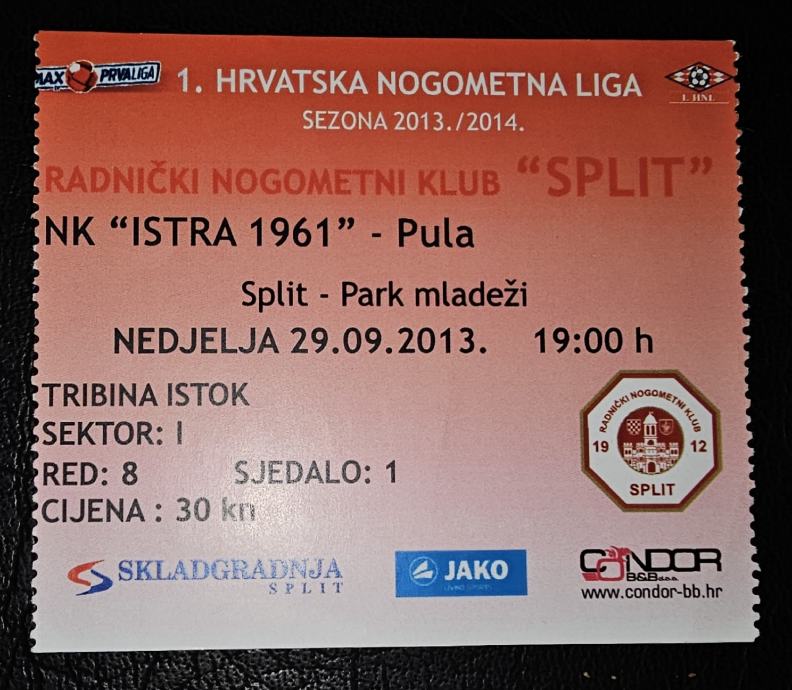 MAX PRVALIGA
1. HRVATSKA NOGOMETNA LIGA
1. HNL
SEZONA 2013./2014.
RADNIČKI NOGOMETNI KLUB “SPLIT”
NK “ISTRA 1961” - Pula
Split - Park mladeži
NEDJELJA 29.09.2013. 19:00 h
TRIBINA ISTOK
SEKTOR: I
RED: 8 SJEDALO: 1
CIJENA : 30 kn
RADNIČKI NOGOMETNI KLUB
19 12
SPLIT
SKLADGRADNJA
SPLIT
JAKO
CONDOR
B&B d.o.o.
www.condor-bb.hr